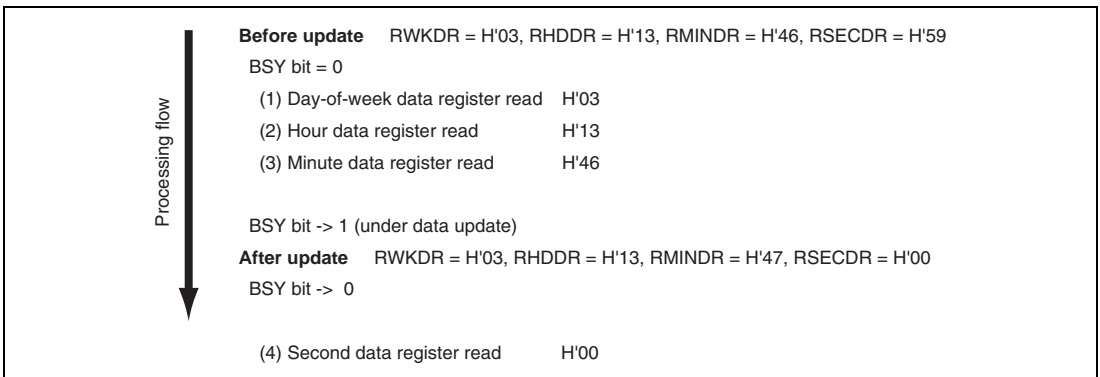 Processing flow
Before update RWKDR = H'03, RHDDR = H'13, RMINDR = H'46, RSECDR = H'59
BSY bit = 0
(1) Day-of-week data register read H'03
(2) Hour data register read H'13
(3) Minute data register read H'46
BSY bit -> 1 (under data update)
After update RWKDR = H'03, RHDDR = H'13, RMINDR = H'47, RSECDR = H'00
BSY bit -> 0
(4) Second data register read H'00